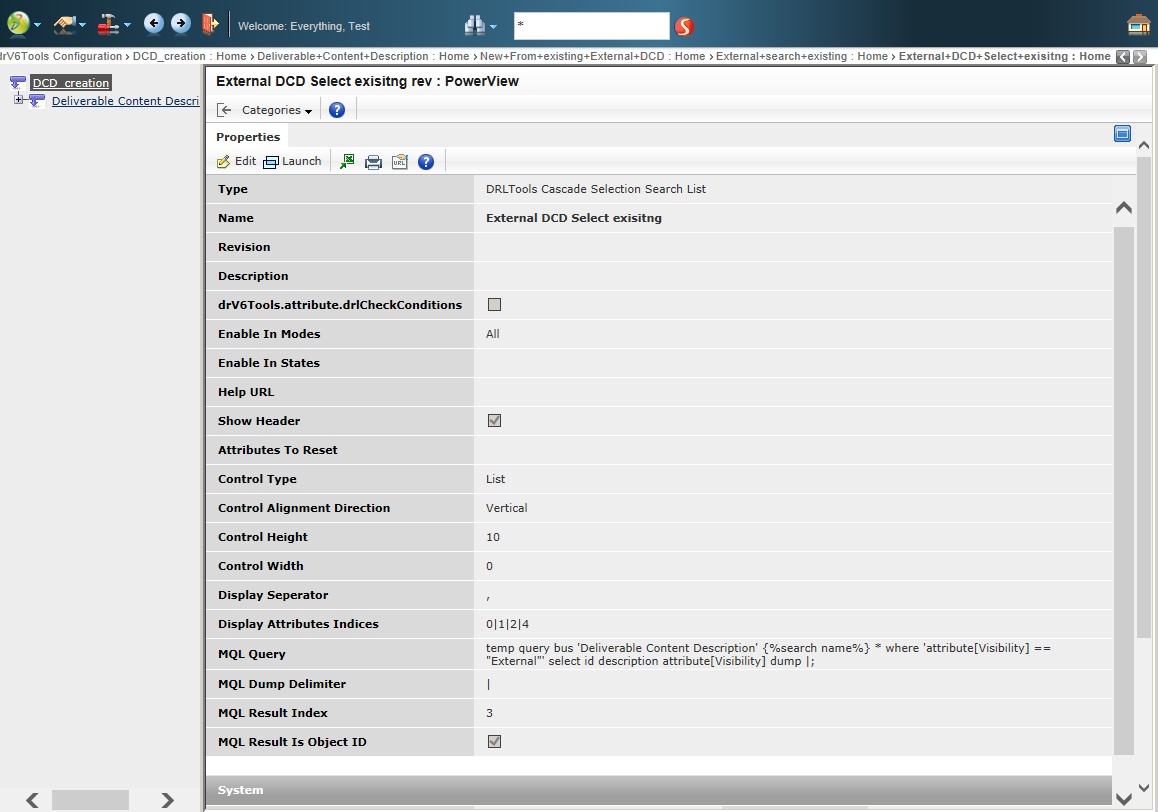 Welcome: Everything, Test
*
drV6Tools Configuration › DCD_creation : Home › Deliverable+Content+Description : Home › New+From+existing+External+DCD : Home › External+search+existing : Home › External+DCD+Select+exisitng : Home
DCD_creation
Deliverable Content Descri
External DCD Select exisitng rev : PowerView
Categories
Properties
Edit Launch
Type DRLTools Cascade Selection Search List
Name External DCD Select exisitng
Revision
Description
drV6Tools.attribute.drlCheckConditions
Enable In Modes All
Enable In States
Help URL
Show Header
Attributes To Reset
Control Type List
Control Alignment Direction Vertical
Control Height 10
Control Width 0
Display Seperator ,
Display Attributes Indices 0|1|2|4
MQL Query temp query bus 'Deliverable Content Description' {%search name%} * where 'attribute[Visibility] ==
"External"' select id description attribute[Visibility] dump |;
MQL Dump Delimiter |
MQL Result Index 3
MQL Result Is Object ID
System